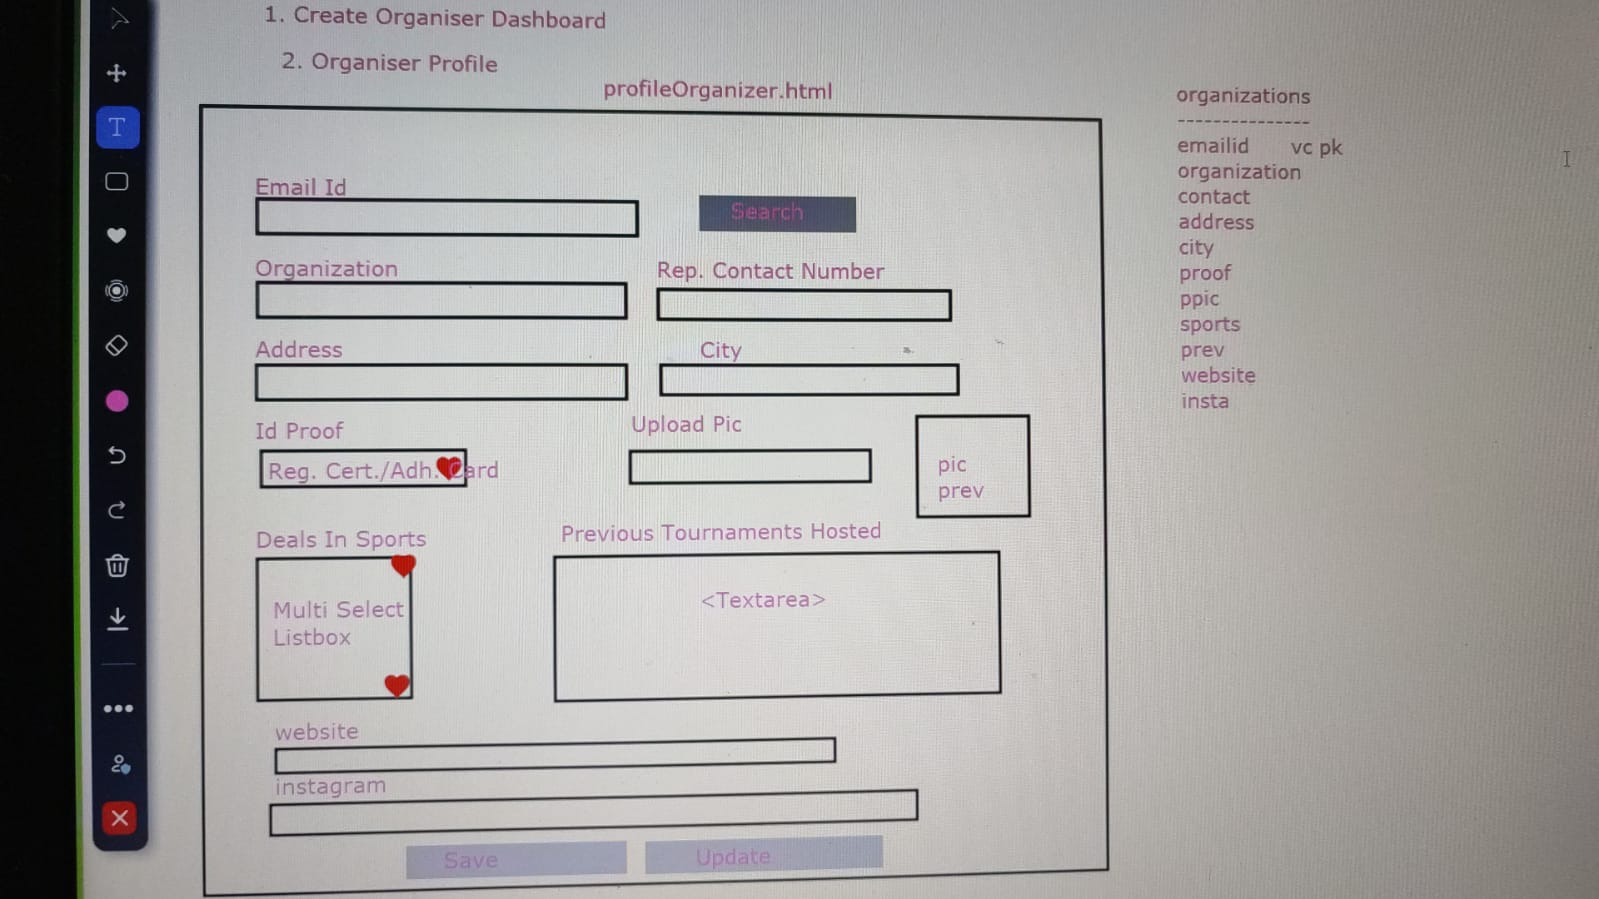 1. Create Organiser Dashboard
2. Organiser Profile
profileOrganizer.html
T
Email Id
Search
Organization
Rep. Contact Number
Address
City
Id Proof
Upload Pic
Reg. Cert./Adh. Card
pic
prev
Deals In Sports
Previous Tournaments Hosted
Multi Select
Listbox
<Textarea>
website
instagram
Save
Update
organizations
---------------
emailid vc pk
organization
contact
address
city
proof
ppic
sports
prev
website
insta